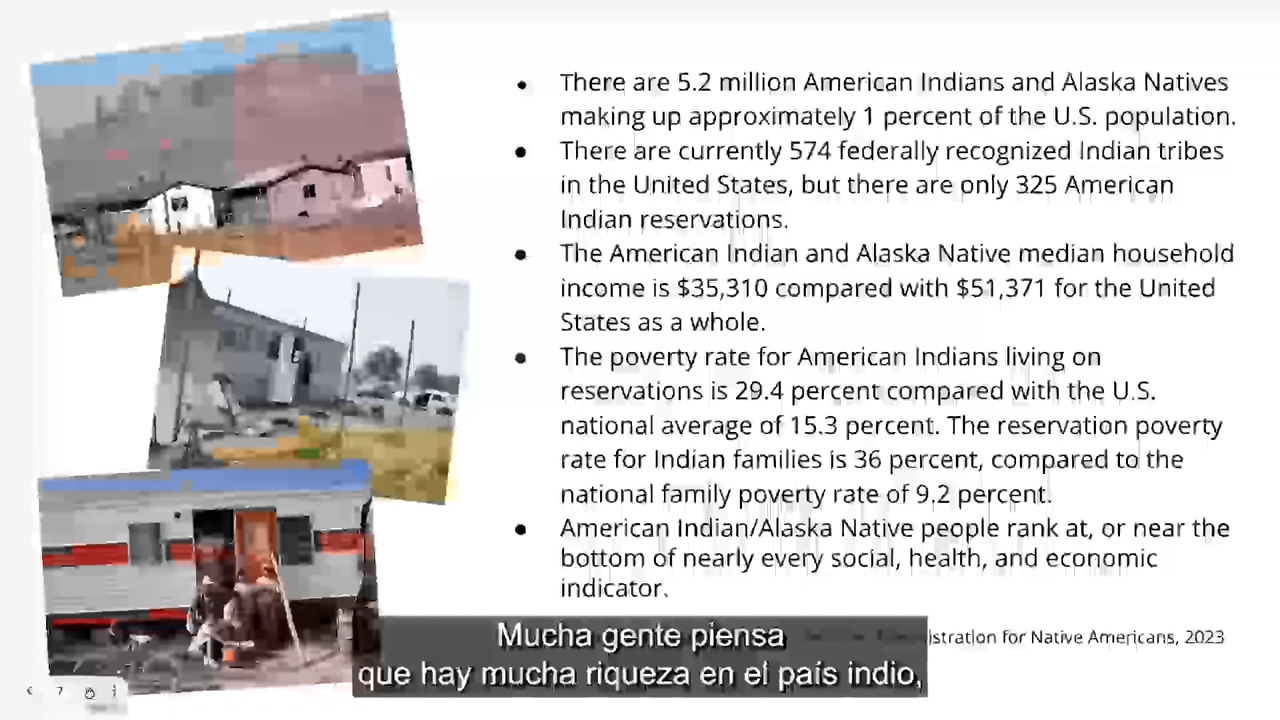 There are 5.2 million American Indians and Alaska Natives
making up approximately 1 percent of the U.S. population.
There are currently 574 federally recognized Indian tribes
in the United States, but there are only 325 American
Indian reservations.
The American Indian and Alaska Native median household
income is $35,310 compared with $51,371 for the United
States as a whole.
The poverty rate for American Indians living on
reservations is 29.4 percent compared with the U.S.
national average of 15.3 percent. The reservation poverty
rate for Indian families is 36 percent, compared to the
national family poverty rate of 9.2 percent.
American Indian/Alaska Native people rank at, or near the
bottom of nearly every social, health, and economic
indicator.
for Native Americans, 2023
Mucha gente piensa
que hay mucha riqueza en el país indio,
7